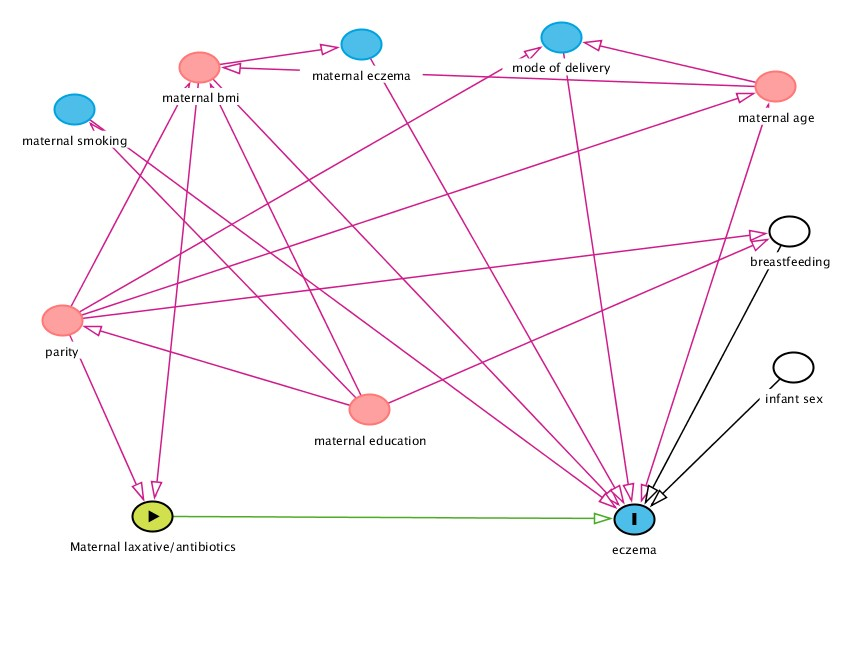 mode of delivery
maternal eczema
maternal bmi
maternal age
maternal smoking
breastfeeding
parity
infant sex
maternal education
Maternal laxative/antibiotics
eczema